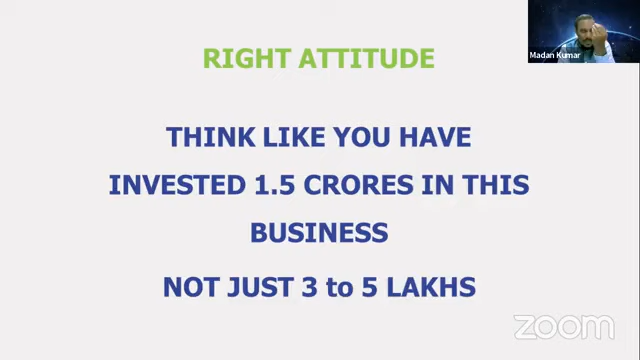 RIGHT ATTITUDE
Madan Kumar
THINK LIKE YOU HAVE
INVESTED 1.5 CRORES IN THIS
BUSINESS
NOT JUST 3 to 5 LAKHS
zoom